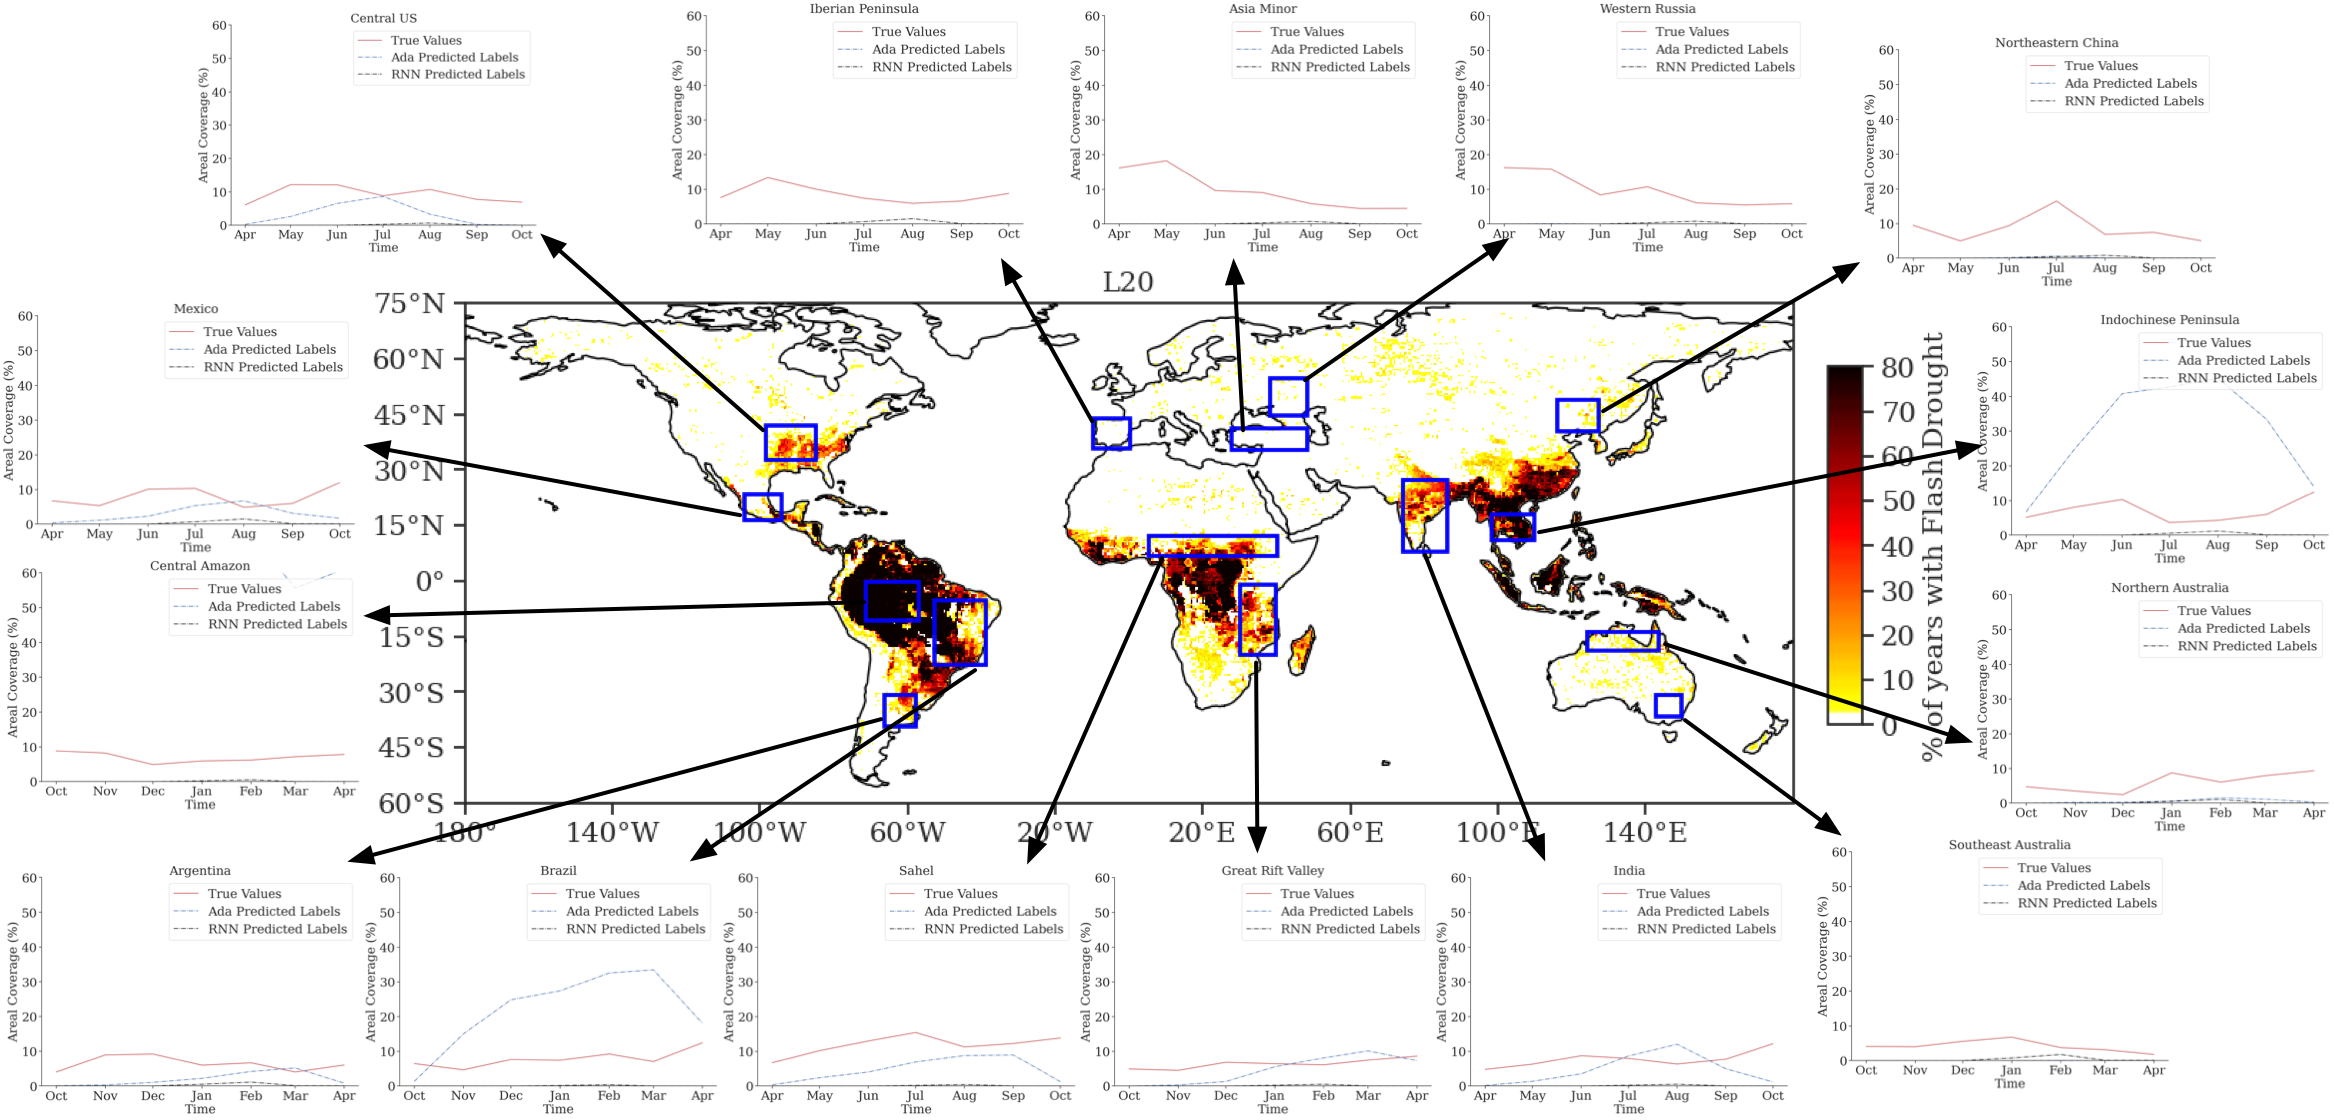 Central US
60
50
40
30
20
10
0
Areal Coverage (%)
True Values
Ada Predicted Labels
RNN Predicted Labels
Apr May Jun Jul Aug Sep Oct
Time
Iberian Peninsula
60
50
40
30
20
10
0
Areal Coverage (%)
True Values
Ada Predicted Labels
RNN Predicted Labels
Apr May Jun Jul Aug Sep Oct
Time
Asia Minor
60
50
40
30
20
10
0
Areal Coverage (%)
True Values
Ada Predicted Labels
RNN Predicted Labels
Apr May Jun Jul Aug Sep Oct
Time
Western Russia
60
50
40
30
20
10
0
Areal Coverage (%)
True Values
Ada Predicted Labels
RNN Predicted Labels
Apr May Jun Jul Aug Sep Oct
Time
Northeastern China
60
50
40
30
20
10
0
Areal Coverage (%)
True Values
Ada Predicted Labels
RNN Predicted Labels
Apr May Jun Jul Aug Sep Oct
Time
Mexico
60
50
40
30
20
10
0
Areal Coverage (%)
True Values
Ada Predicted Labels
RNN Predicted Labels
Apr May Jun Jul Aug Sep Oct
Time
L20
75°N
60°N
45°N
30°N
15°N
0°
15°S
30°S
45°S
60°S
180° 140°W 100°W 60°W 20°W 20°E 60°E 100°E 140°E
80
70
60
50
40
30
20
10
0
% of years with Flash Drought
Indochinese Peninsula
60
50
40
30
20
10
0
Areal Coverage (%)
True Values
Ada Predicted Labels
RNN Predicted Labels
Apr May Jun Jul Aug Sep Oct
Time
Central Amazon
60
50
40
30
20
10
0
Areal Coverage (%)
True Values
Ada Predicted Labels
RNN Predicted Labels
Oct Nov Dec Jan Feb Mar Apr
Time
Northern Australia
60
50
40
30
20
10
0
Areal Coverage (%)
True Values
Ada Predicted Labels
RNN Predicted Labels
Oct Nov Dec Jan Feb Mar Apr
Time
Argentina
60
50
40
30
20
10
0
Areal Coverage (%)
True Values
Ada Predicted Labels
RNN Predicted Labels
Oct Nov Dec Jan Feb Mar Apr
Time
Brazil
60
50
40
30
20
10
0
Areal Coverage (%)
True Values
Ada Predicted Labels
RNN Predicted Labels
Oct Nov Dec Jan Feb Mar Apr
Time
Sahel
60
50
40
30
20
10
0
Areal Coverage (%)
True Values
Ada Predicted Labels
RNN Predicted Labels
Apr May Jun Jul Aug Sep Oct
Time
Great Rift Valley
60
50
40
30
20
10
0
Areal Coverage (%)
True Values
Ada Predicted Labels
RNN Predicted Labels
Oct Nov Dec Jan Feb Mar Apr
Time
India
60
50
40
30
20
10
0
Areal Coverage (%)
True Values
Ada Predicted Labels
RNN Predicted Labels
Apr May Jun Jul Aug Sep Oct
Time
Southeast Australia
60
50
40
30
20
10
0
Areal Coverage (%)
True Values
Ada Predicted Labels
RNN Predicted Labels
Oct Nov Dec Jan Feb Mar Apr
Time